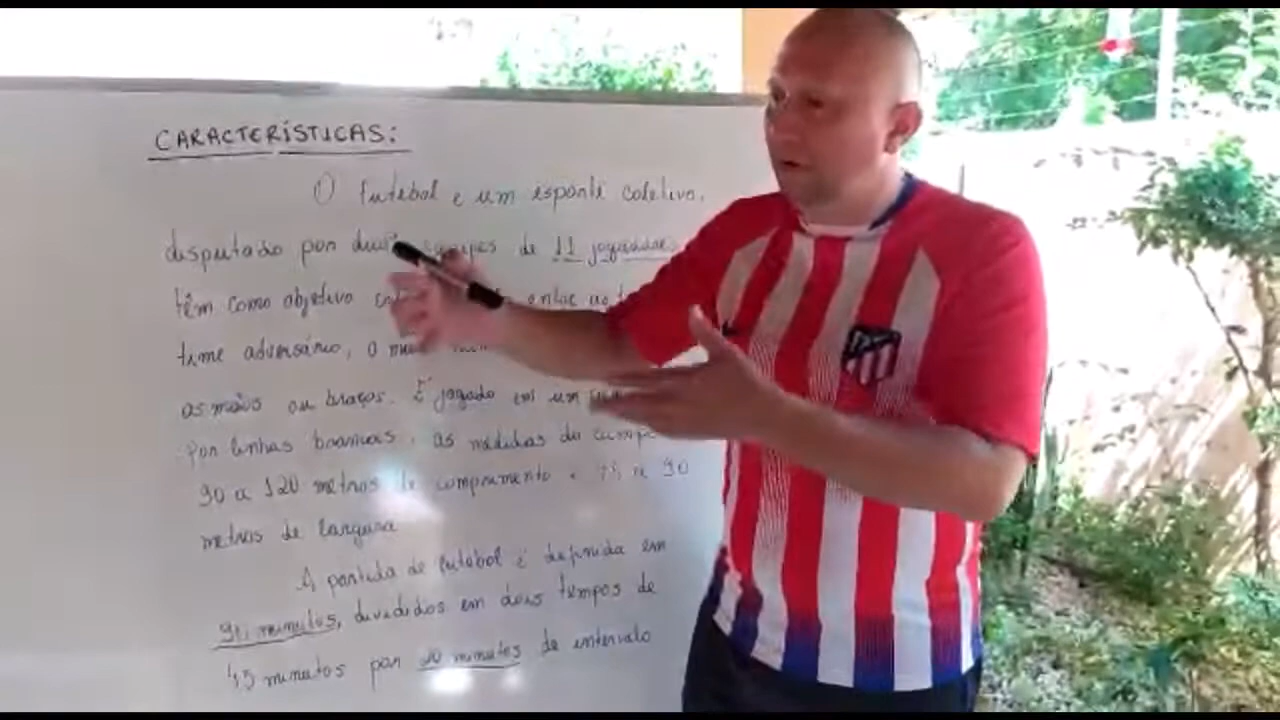 CARACTERÍSTICAS:
O futebol é um esporte coletivo,
disputado por duas equipes de 11 jogadores
têm como objetivo entre
time adversário, o
as mãos ou braços. É jogado em um
por linhas brancas, as medidas do campo
90 a 120 metros de comprimento e 75 a 90
metros de largura
A partida de futebol é definida em
90 minutos, divididos em dois tempos de
45 minutos por minutos de intervalo